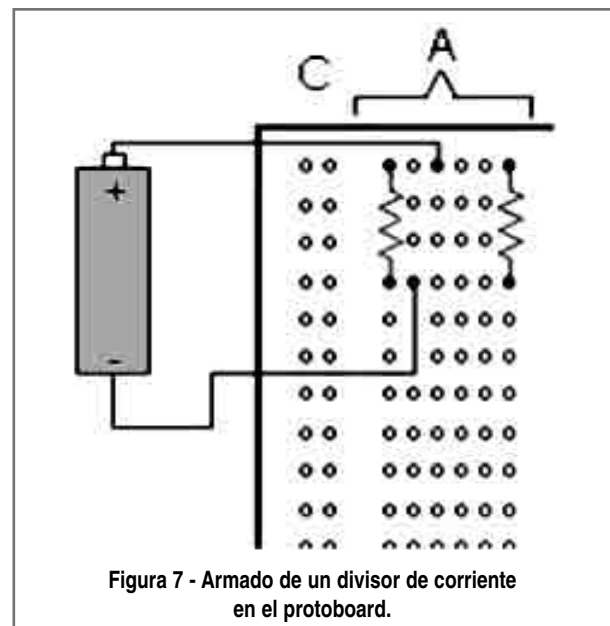 C A
+
-
Figura 7 - Armado de un divisor de corriente
en el protoboard.